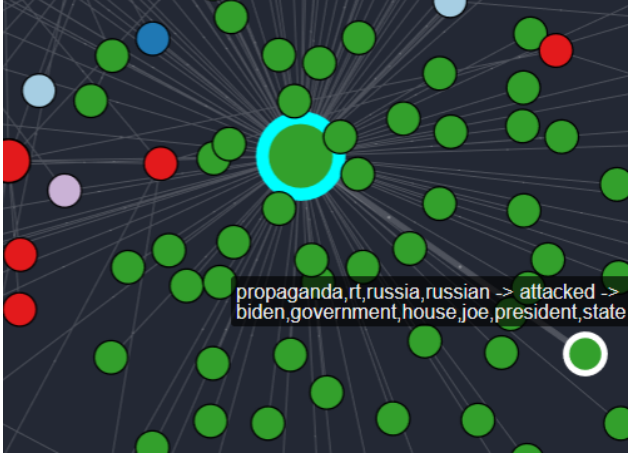 propaganda,rt,russia,russian -> attacked ->
biden,government,house,joe,president,state